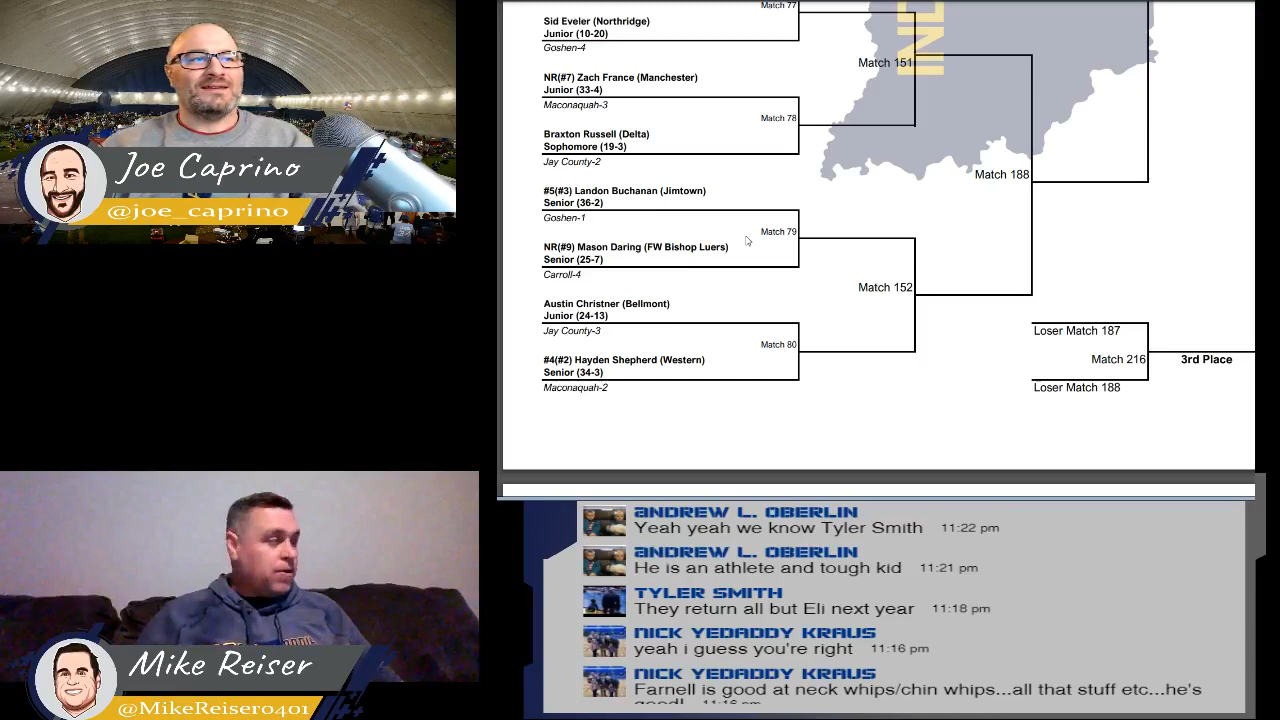 Joe Caprino
@joe_caprino
Match 77
Sid Eveler (Northridge)
Junior (10-20)
Goshen-4
NR(#7) Zach France (Manchester)
Junior (33-4)
Maconaquah-3
Match 78
Braxton Russell (Delta)
Sophomore (19-3)
Jay County-2
#5(#3) Landon Buchanan (Jimtown)
Senior (36-2)
Goshen-1
Match 79
NR(#9) Mason Daring (FW Bishop Luers)
Senior (25-7)
Carroll-4
Austin Christner (Bellmont)
Junior (24-13)
Jay County-3
Match 80
#4(#2) Hayden Shepherd (Western)
Senior (34-3)
Maconaquah-2
Match 151
Match 152
Match 188
IND
Loser Match 187
Match 216
3rd Place
Loser Match 188
Mike Reiser
@MikeReiser0401
ANDREW L. OBERLIN
Yeah yeah we know Tyler Smith 11:22 pm
ANDREW L. OBERLIN
He is an athlete and tough kid 11:21 pm
TYLER SMITH
They return all but Eli next year 11:18 pm
NICK YEDADDY KRAUS
yeah i guess you're right 11:16 pm
NICK YEDADDY KRAUS
Farnell is good at neck whips/chin whips...all that stuff etc...he's
good! 11:16 pm